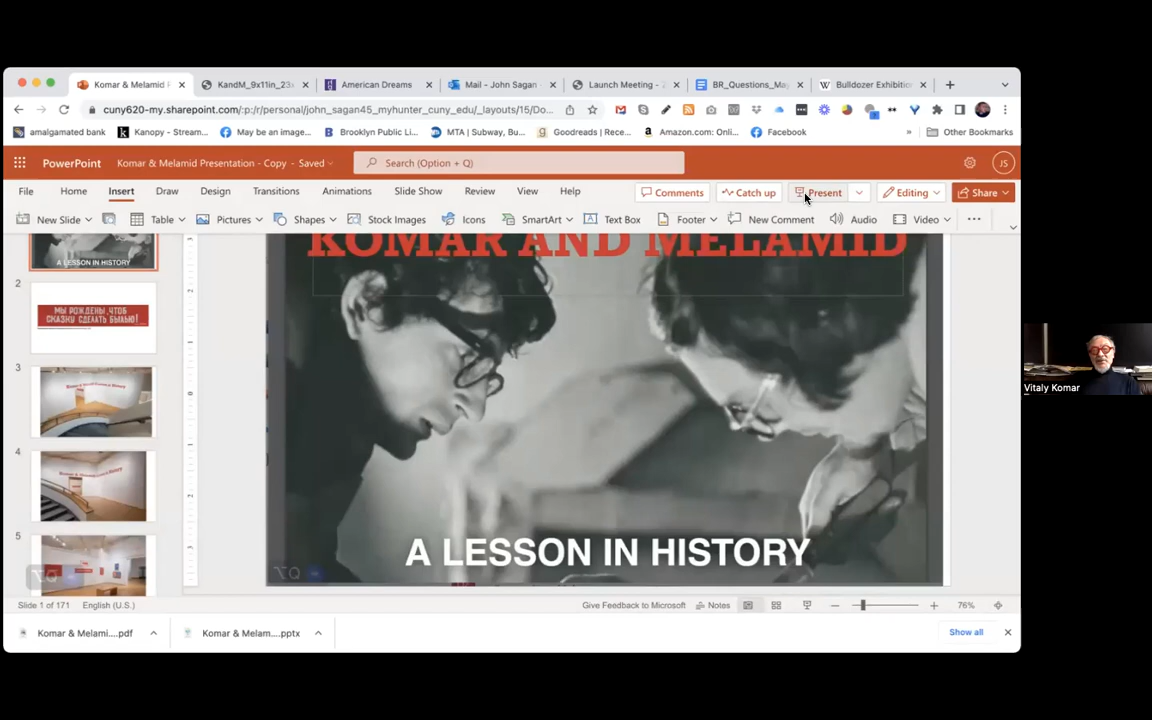 Komar & Melamid P
KandM_9x11in_23
American Dreams
Mail - John Sagan -
Launch Meeting - Z
BR_Questions_May
Bulldozer Exhibition
cuny620-my.sharepoint.com/:p:/r/personal/john_sagan45_myhunter_cuny_edu/_layouts/15/Do...
amalgamated bank
Kanopy - Stream...
May be an image...
Brooklyn Public Li...
MTA | Subway, Bu...
Goodreads | Rece...
Amazon.com: Onli...
Facebook
»
Other Bookmarks
PowerPoint
Komar & Melamid Presentation - Copy - Saved
Search (Option + Q)
JS
File
Home
Insert
Draw
Design
Transitions
Animations
Slide Show
Review
View
Help
Comments
Catch up
Present
Editing
Share
New Slide
Table
Pictures
Shapes
Stock Images
Icons
SmartArt
Text Box
Footer
New Comment
Audio
Video
...
KOMAR AND MELAMID
A LESSON IN HISTORY
A LESSON IN HISTORY
2
МЫ РОЖДЕНЫ, ЧТОБ
СКАЗКУ СДЕЛАТЬ БЫЛЬЮ!
3
4
5
Vitaly Komar
Slide 1 of 171
English (U.S.)
Give Feedback to Microsoft
Notes
76%
Komar & Melami....pdf
Komar & Melam....pptx
Show all